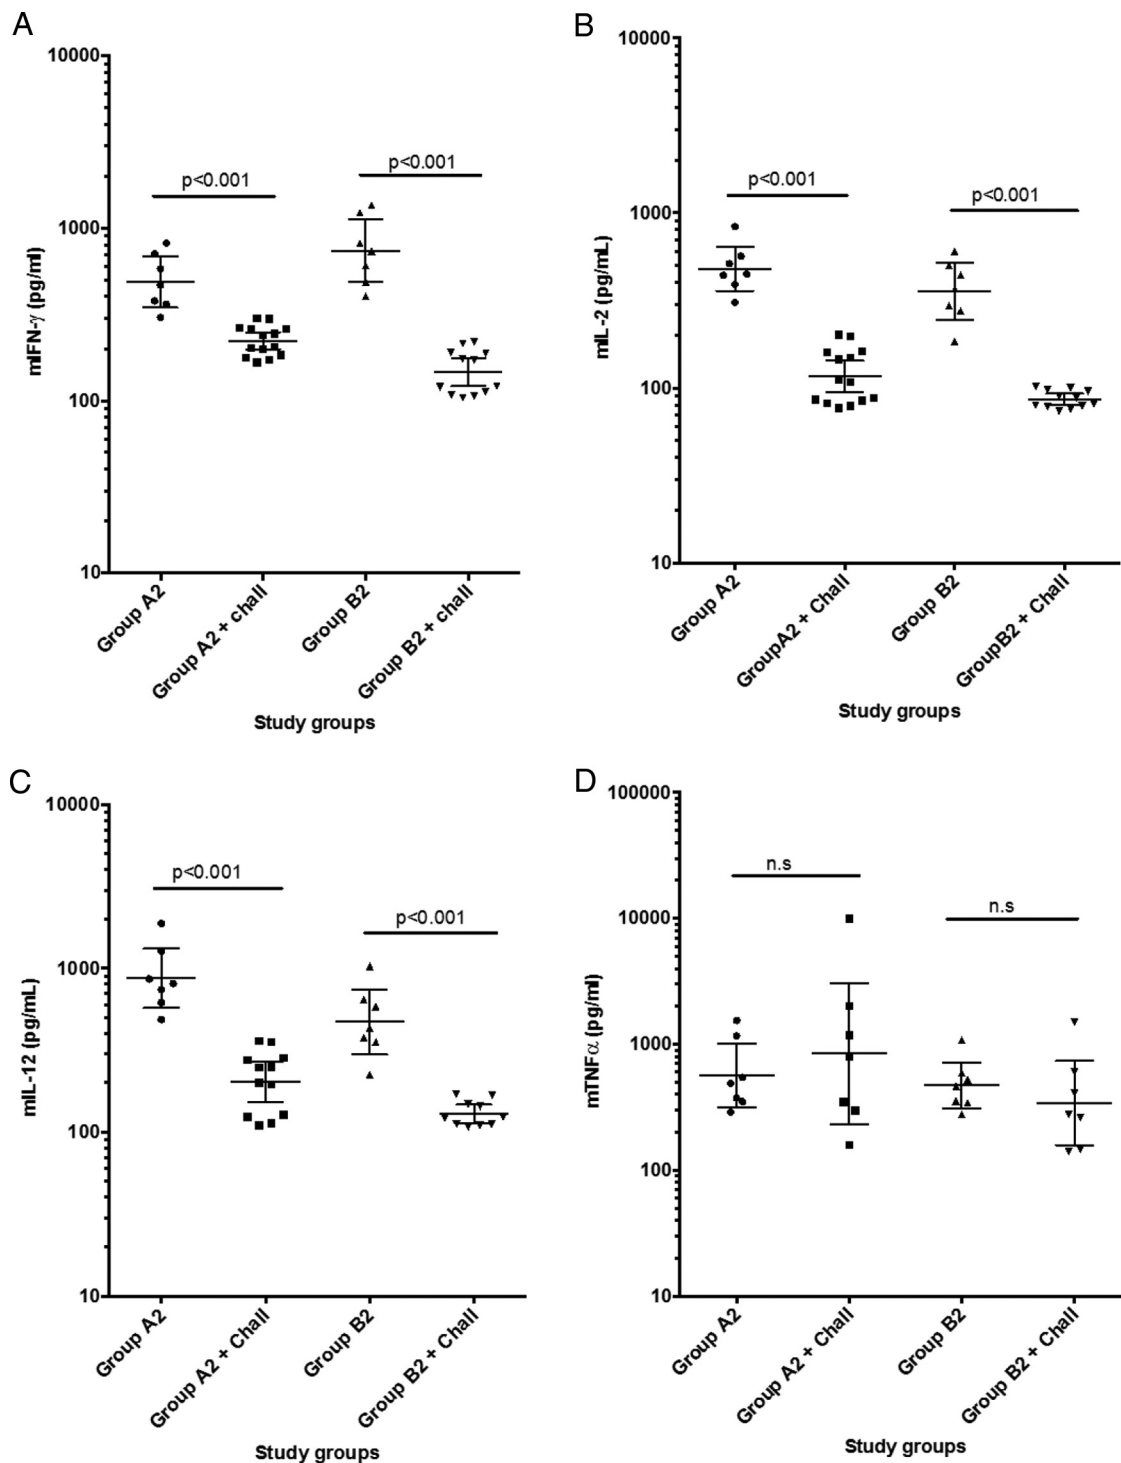 A
mIFN-γ (pg/ml)
10000
1000
100
10
p<0.001
p<0.001
Group A2
Group A2 + chall
Group B2
Group B2 + chall
Study groups
B
mIL-2 (pg/mL)
10000
1000
100
10
p<0.001
p<0.001
Group A2
GroupA2 + Chall
Group B2
GroupB2 + Chall
Study groups
C
mIL-12 (pg/mL)
10000
1000
100
10
p<0.001
p<0.001
Group A2
Group A2 + Chall
Group B2
Group B2 + Chall
Study groups
D
mTNFα (pg/ml)
100000
10000
1000
100
10
n.s
n.s
Group A2
Group A2 + Chall
Group B2
Group B2 + Chall
Study groups